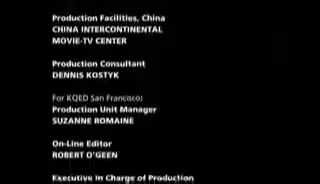 Production Facilities, China
CHINA INTERCONTINENTAL
MOVIE-TV CENTER
Production Consultant
DENNIS KOSTYK
For KQED San Francisco:
Production Unit Manager
SUZANNE ROMAINE
On-Line Editor
ROBERT O'GEEN
Executive in Charge of Production